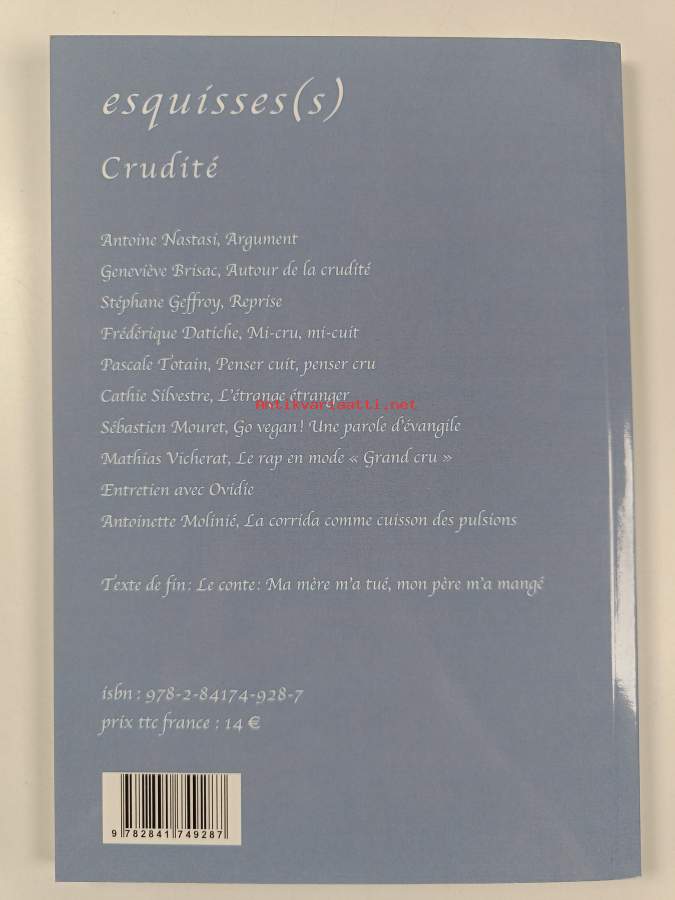 esquisses(s)
Crudité
Antoine Nastasi, Argument
Geneviève Brisac, Autour de la crudité
Stéphane Geffroy, Reprise
Frédérique Datiche, Mi-cru, mi-cuit
Pascale Totain, Penser cuit, penser cru
Cathie Silvestre, L'étrange étranger
Antikvariaatti.net
Sébastien Mouret, Go vegan! Une parole d'évangile
Mathias Vicherat, Le rap en mode « Grand cru »
Entretien avec Ovidie
Antoinette Molinié, La corrida comme cuisson des pulsions
Texte de fin: Le conte: Ma mère m'a tué, mon père m'a mangé
isbn : 978-2-84174-928-7
prix ttc france : 14 €
9 782841 749287